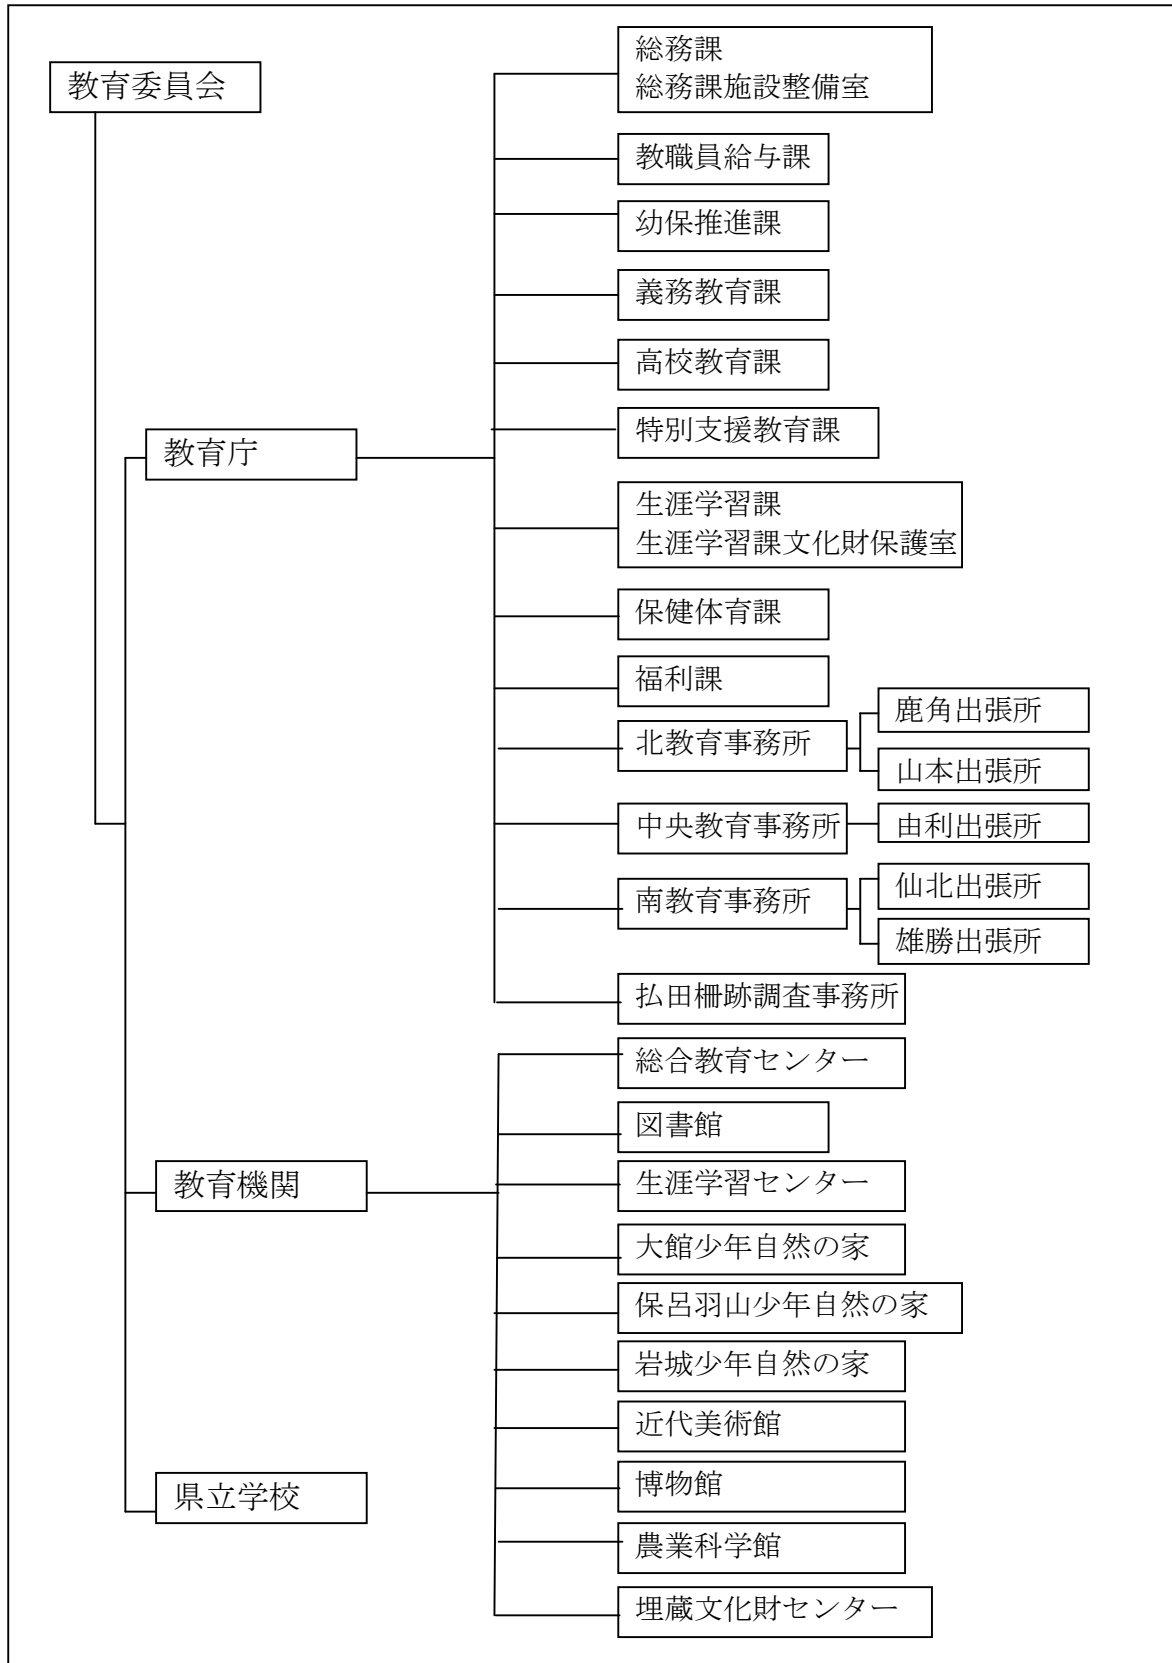 教育委員会
総務課
総務課施設整備室
教職員給与課
幼保推進課
義務教育課
高校教育課
特別支援教育課
教育庁
生涯学習課
生涯学習課文化財保護室
保健体育課
福利課
北教育事務所
鹿角出張所
山本出張所
中央教育事務所
由利出張所
南教育事務所
仙北出張所
雄勝出張所
払田柵跡調査事務所
総合教育センター
図書館
教育機関
生涯学習センター
大館少年自然の家
保呂羽山少年自然の家
岩城少年自然の家
近代美術館
県立学校
博物館
農業科学館
埋蔵文化財センター